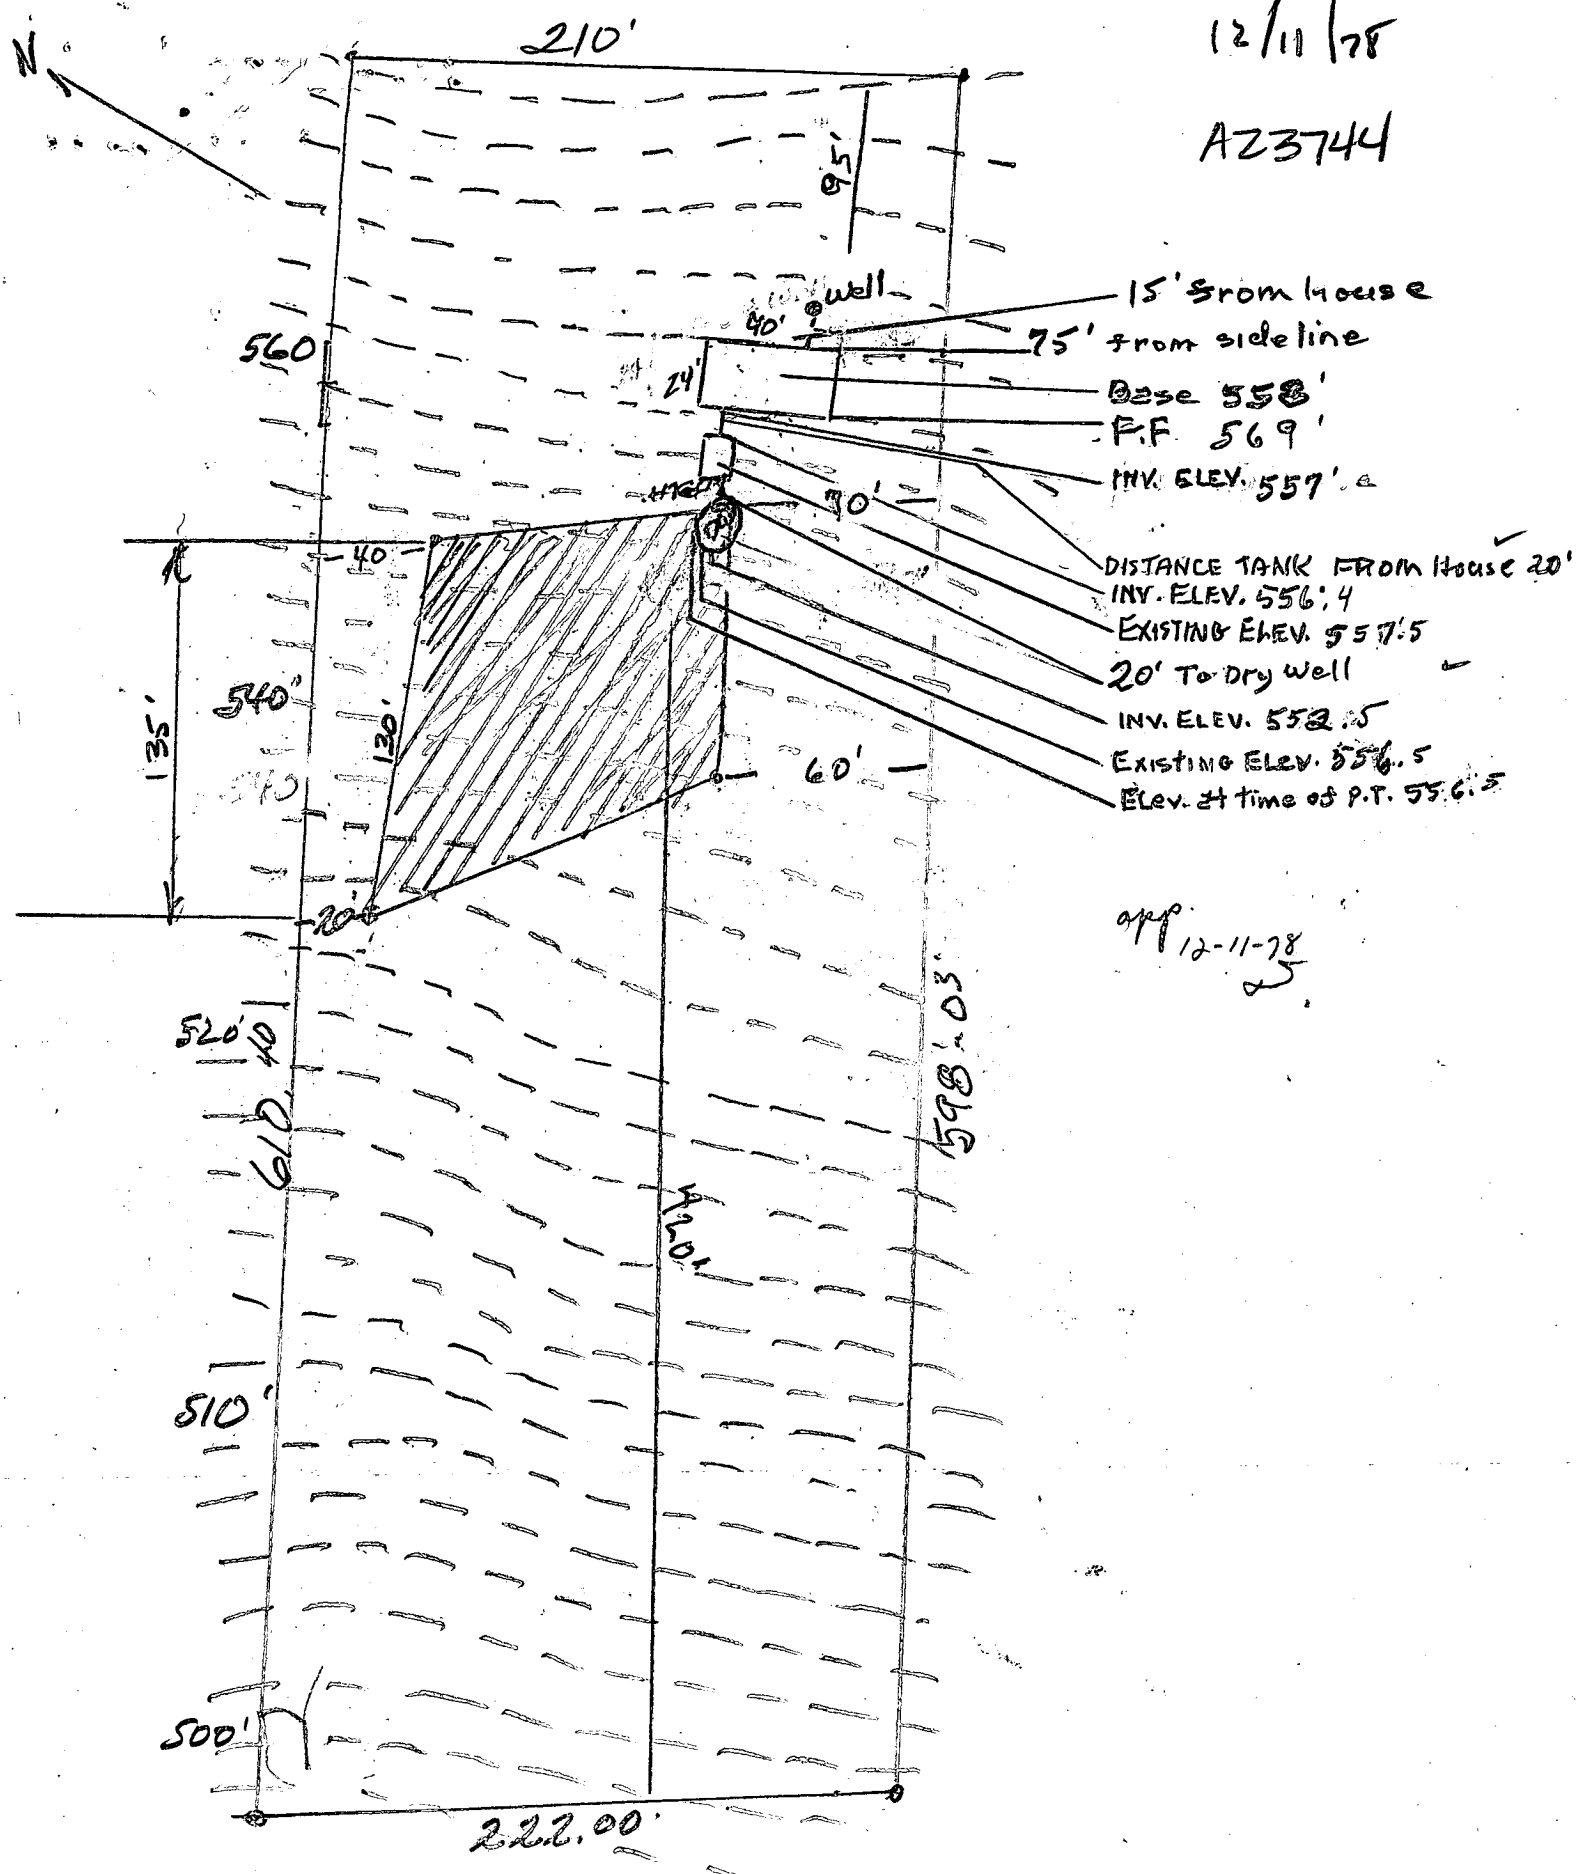 N
210'
12/11/78
AZ3744
95'
well
40'
24'
15' from house
75' from sideline
560
Base 558'
F.F. 569'
INV. ELEV. 557'
40
DISTANCE TANK FROM House 20'
INV. ELEV. 556.4
EXISTING ELEV. 557.5
20' To Dry Well
INV. ELEV. 552.5
Existing Elev. 556.5
Elev. at time of P.T. 556.5
135'
540'
130'
540
60'
20'
app. 12-11-78
520'
610.40
598.03'
420'
510'
500'
222.00'